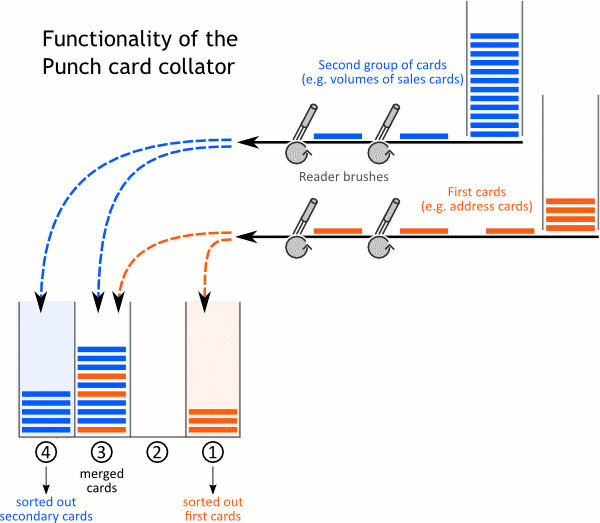 Functionality of the
Punch card collator
Second group of cards
(e.g. volumes of sales cards)
Reader brushes
First cards
(e.g. address cards)
4
3
2
1
merged
cards
sorted out
secondary cards
sorted out
first cards